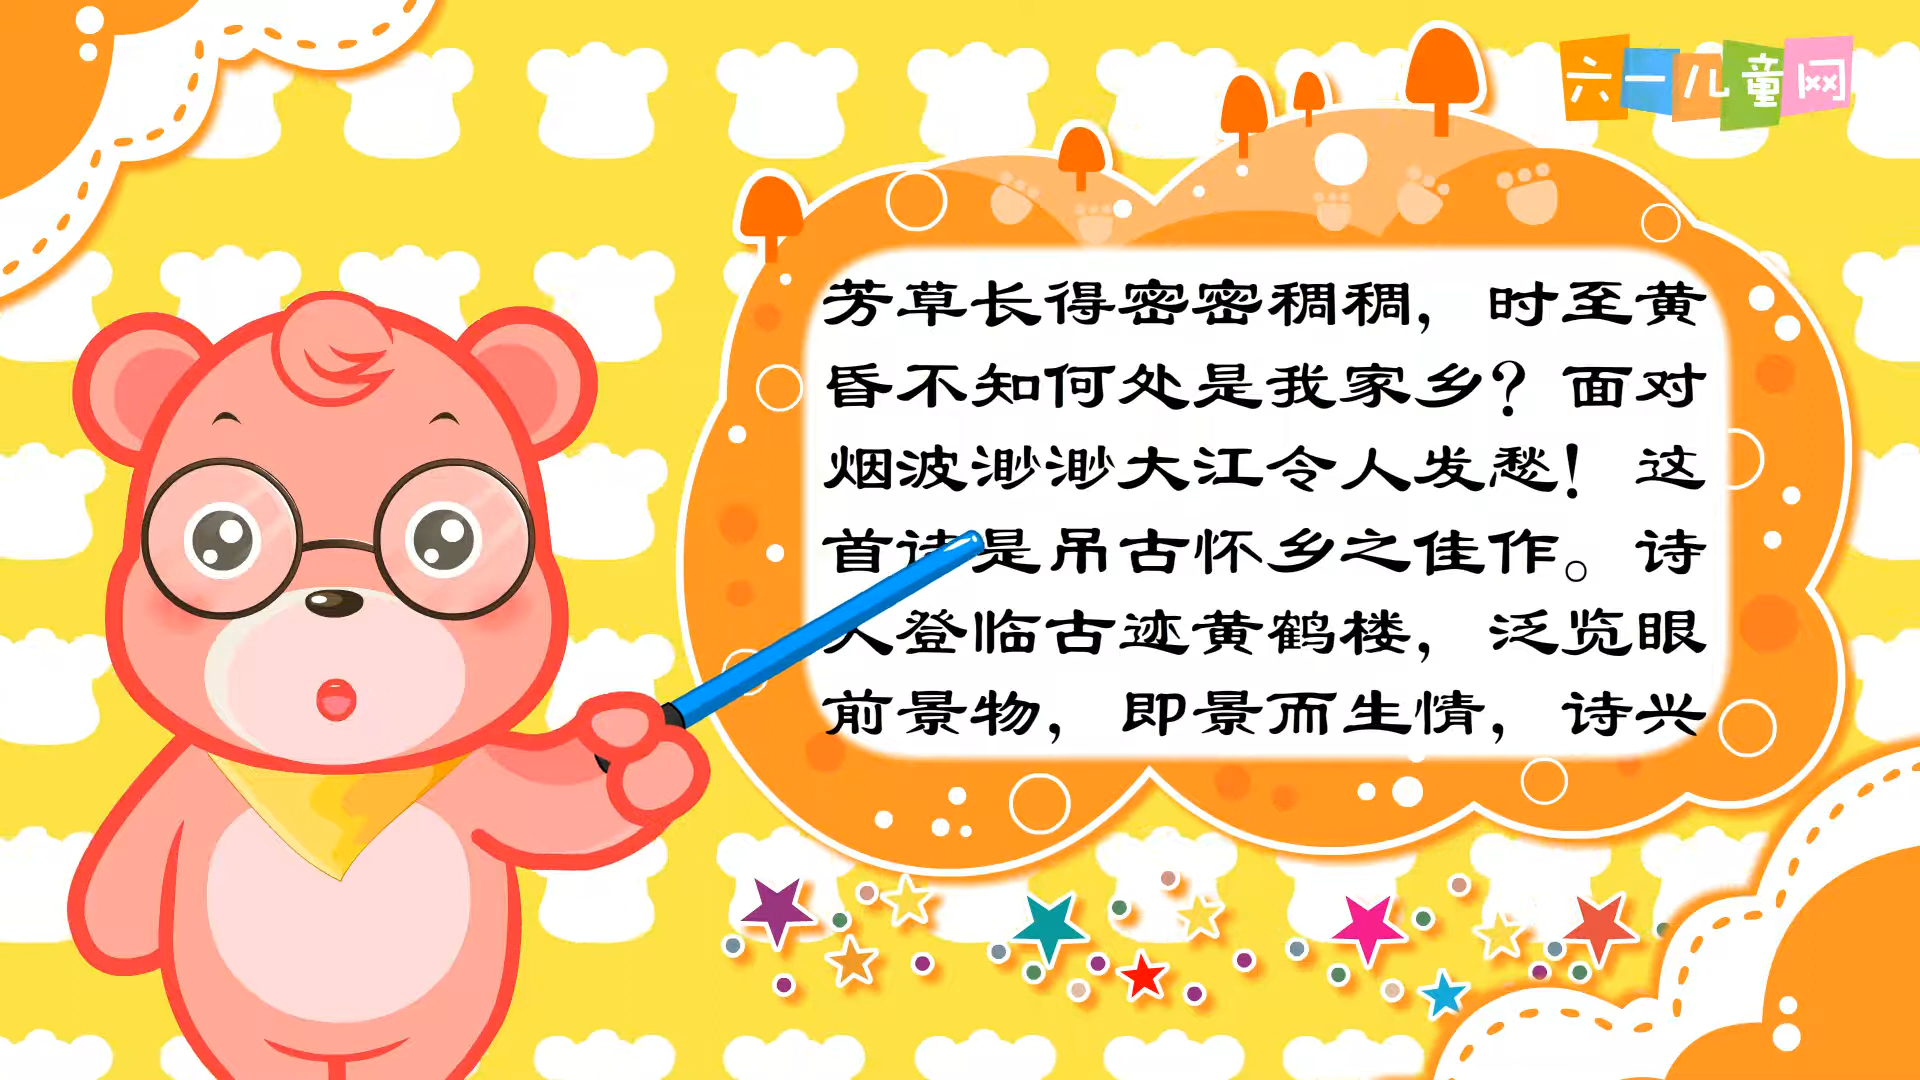 六一儿童网
芳草长得密密稠稠，时至黄
昏不知何处是我家乡？面对
烟波渺渺大江令人发愁！这
首诗是吊古怀乡之佳作。诗
人登临古迹黄鹤楼，泛览眼
前景物，即景而生情，诗兴